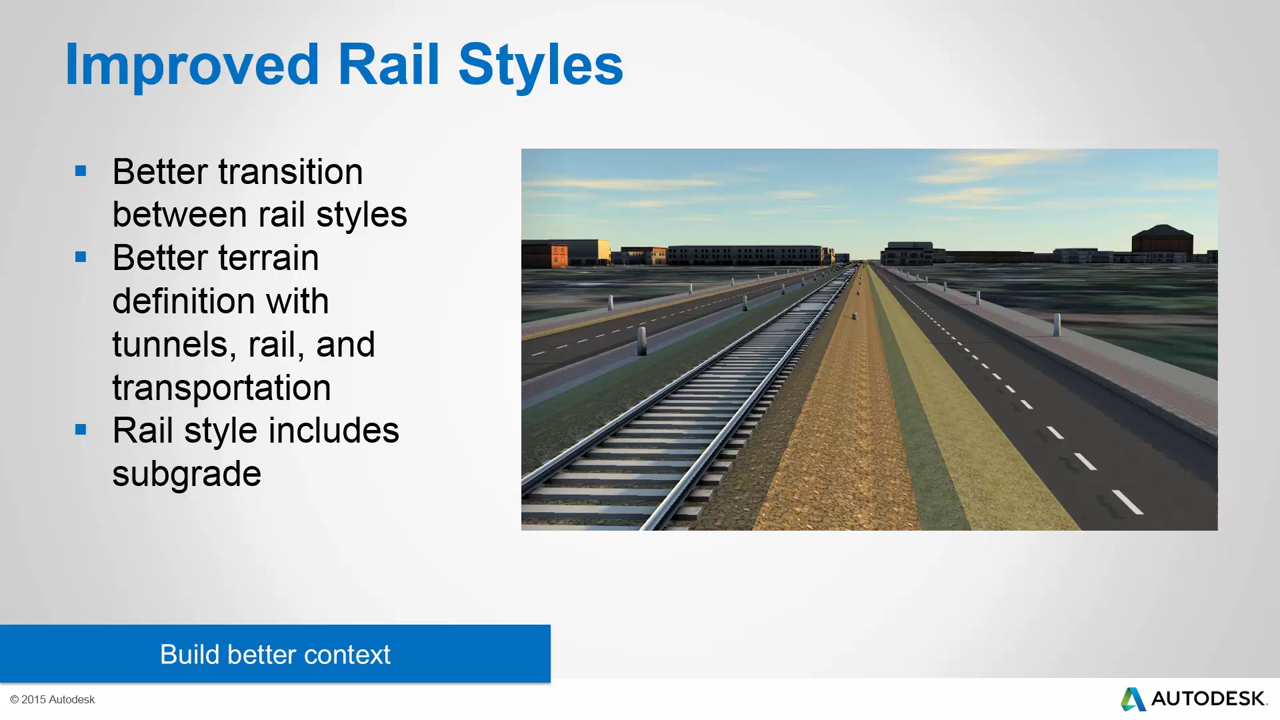 Improved Rail Styles
Better transition
between rail styles
Better terrain
definition with
tunnels, rail, and
transportation
Rail style includes
subgrade
Build better context
© 2015 Autodesk
AUTODESK.